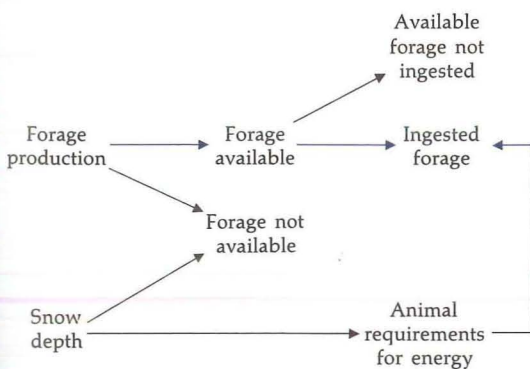 Available
forage not
ingested
Forage
production
Forage
available
Ingested
forage
Forage not
available
Snow
depth
Animal
requirements
for energy